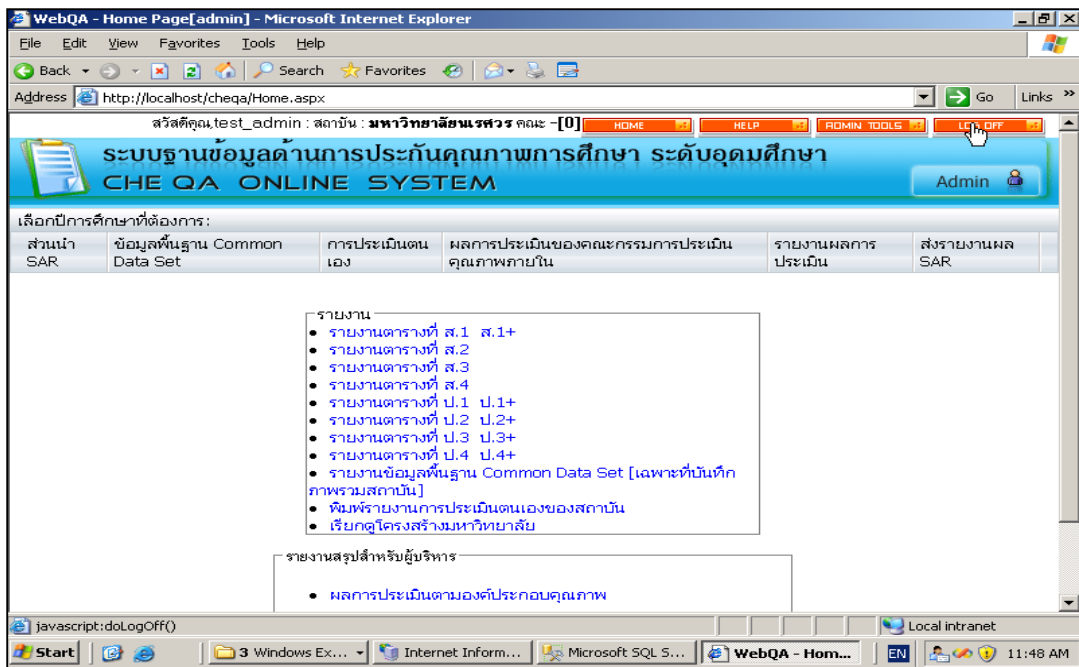 WebQA - Home Page[admin] - Microsoft Internet Explorer
File Edit View Favorites Tools Help
Back Search Favorites
Address http://localhost/cheqa/Home.aspx Go Links »
สวัสดีคุณ,test_admin : สถาบัน : มหาวิทยาลัยนเรศวร คณะ -[0] HOME HELP ADMIN TOOLS LOG OFF
ระบบฐานข้อมูลด้านการประกันคุณภาพการศึกษา ระดับอุดมศึกษา
CHE QA ONLINE SYSTEM
Admin
เลือกปีการศึกษาที่ต้องการ:
ส่วนนำ SAR
ข้อมูลพื้นฐาน Common Data Set
การประเมินตนเอง
ผลการประเมินของคณะกรรมการประเมินคุณภาพภายใน
รายงานผลการประเมิน
ส่งรายงานผล SAR
รายงาน
• รายงานตารางที่ ส.1 ส.1+
• รายงานตารางที่ ส.2
• รายงานตารางที่ ส.3
• รายงานตารางที่ ส.4
• รายงานตารางที่ ป.1 ป.1+
• รายงานตารางที่ ป.2 ป.2+
• รายงานตารางที่ ป.3 ป.3+
• รายงานตารางที่ ป.4 ป.4+
• รายงานข้อมูลพื้นฐาน Common Data Set [เฉพาะที่บันทึก
ภาพรวมสถาบัน]
• พิมพ์รายงานการประเมินตนเองของสถาบัน
• เรียกดูโครงสร้างมหาวิทยาลัย
รายงานสรุปสำหรับผู้บริหาร
• ผลการประเมินตามองค์ประกอบคุณภาพ
javascript:doLogOff() Local intranet
Start 3 Windows Ex... Internet Inform... Microsoft SQL S... WebQA - Hom... EN 11:48 AM